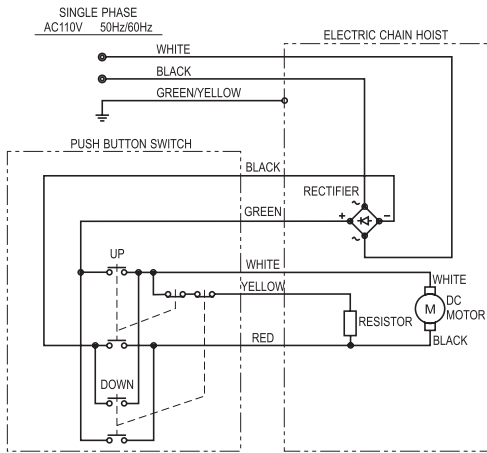 SINGLE PHASE
AC110V 50Hz/60Hz
ELECTRIC CHAIN HOIST
WHITE
BLACK
GREEN/YELLOW
PUSH BUTTON SWITCH
BLACK
RECTIFIER
~
+
−
~
GREEN
UP
WHITE
YELLOW
WHITE
M
DC
MOTOR
RESISTOR
RED
BLACK
DOWN